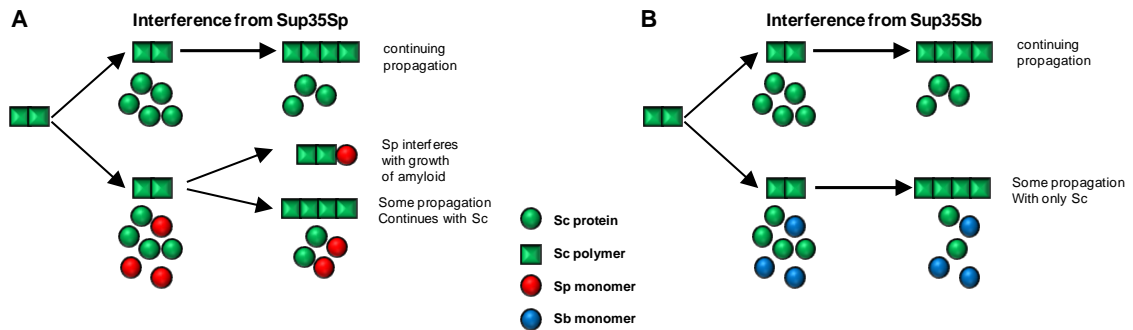 A
Interference from Sup35Sp
continuing
propagation
Sp interferes
with growth
of amyloid
Some propagation
Continues with Sc
Sc protein
Sc polymer
Sp monomer
Sb monomer
B
Interference from Sup35Sb
continuing
propagation
Some propagation
With only Sc